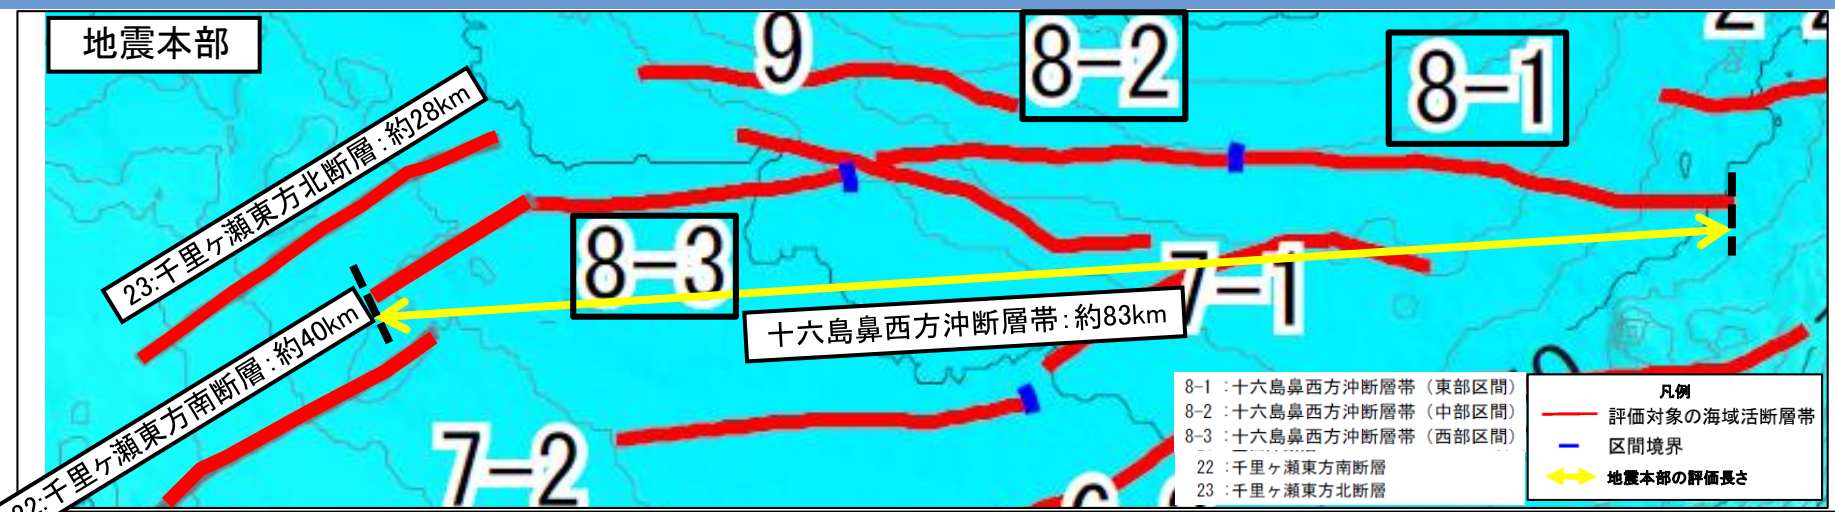 地震本部
9
8-2
8-1
23:千里ヶ瀬東方北断層:約28km
8-3
7-1
十六島鼻西方沖断層帯:約83km
22:千里ヶ瀬東方南断層:約40km
7-2
8-1 :十六島鼻西方沖断層帯(東部区間)
8-2 :十六島鼻西方沖断層帯(中部区間)
8-3 :十六島鼻西方沖断層帯(西部区間)
22 :千里ヶ瀬東方南断層
23 :千里ヶ瀬東方北断層
凡例
評価対象の海域活断層帯
区間境界
地震本部の評価長さ